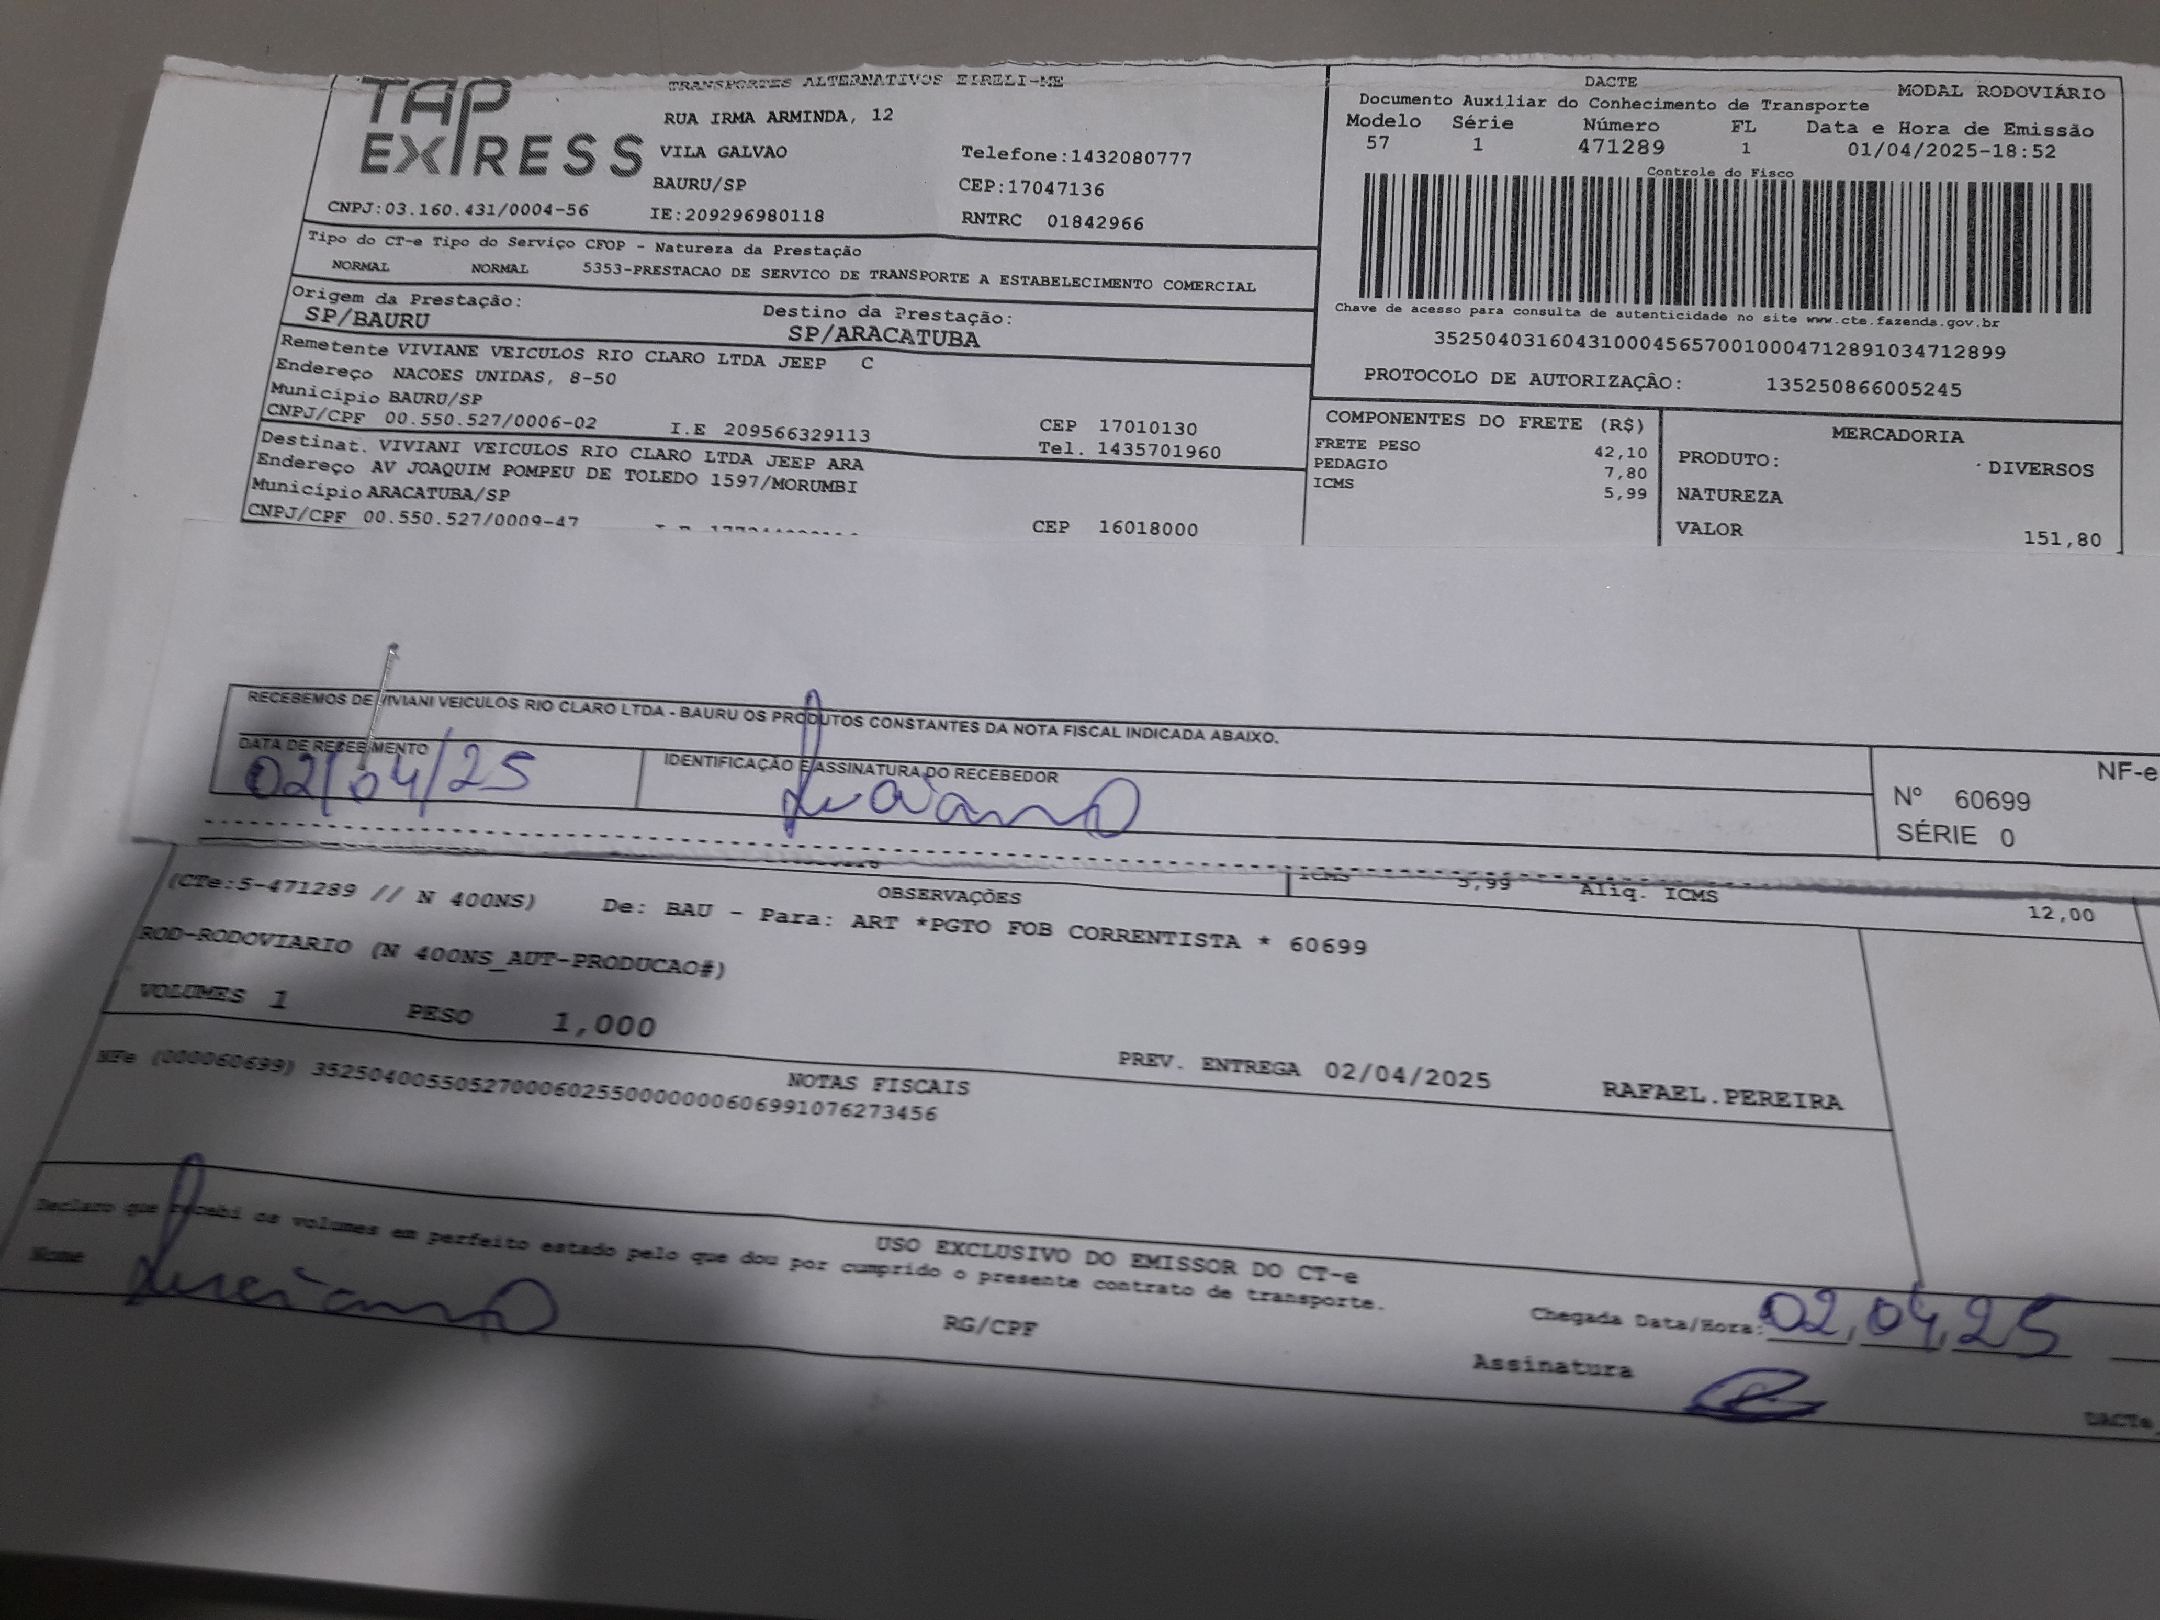 TAP EXPRESS
TRANSPORTES ALTERNATIVOS EIRELI-ME
RUA IRMA ARMINDA, 12
VILA GALVAO Telefone:1432080777
BAURU/SP CEP:17047136
CNPJ:03.160.431/0004-56 IE:209296980118 RNTRC 01842966
DACTE MODAL RODOVIÁRIO
Documento Auxiliar do Conhecimento de Transporte
Modelo Série Número FL Data e Hora de Emissão
57 1 471289 1 01/04/2025-18:52
Controle do Fisco
Chave de acesso para consulta de autenticidade no site www.cte.fazenda.gov.br
35250403160431000456570010004712891034712899
PROTOCOLO DE AUTORIZAÇÂO: 135250866005245
Tipo do CT-e Tipo do Serviço CFOP - Natureza da Prestação
NORMAL NORMAL 5353-PRESTACAO DE SERVICO DE TRANSPORTE A ESTABELECIMENTO COMERCIAL
Origem da Prestação: Destino da Prestação:
SP/BAURU SP/ARACATUBA
Remetente VIVIANE VEICULOS RIO CLARO LTDA JEEP C
Endereço NACOES UNIDAS, 8-50
Município BAURU/SP CEP 17010130
CNPJ/CPF 00.550.527/0006-02 I.E 209566329113 Tel. 1435701960
Destinat. VIVIANI VEICULOS RIO CLARO LTDA JEEP ARA
Endereço AV JOAQUIM POMPEU DE TOLEDO 1597/MORUMBI
Município ARACATUBA/SP CEP 16018000
CNPJ/CPF 00.550.527/0009-47
COMPONENTES DO FRETE (R$)
FRETE PESO 42,10
PEDAGIO 7,80
ICMS 5,99
MERCADORIA
PRODUTO: DIVERSOS
NATUREZA
VALOR 151,80
RECEBEMOS DE VIVIANI VEICULOS RIO CLARO LTDA - BAURU OS PRODUTOS CONSTANTES DA NOTA FISCAL INDICADA ABAIXO.
DATA DE RECEBIMENTO IDENTIFICAÇÃO E ASSINATURA DO RECEBEDOR
02/04/25 Luciano
NF-e
Nº 60699
SÉRIE 0
ICMS 5,99 Aliq. ICMS 12,00
OBSERVAÇÕES
(CTe:5-471289 // N 400NS) De: BAU - Para: ART *PGTO FOB CORRENTISTA * 60699
ROD-RODOVIARIO (N 400NS_AUT-PRODUCAO#)
VOLUMES 1 PESO 1,000 PREV. ENTREGA 02/04/2025 RAFAEL.PEREIRA
NOTAS FISCAIS
NFe (000060699) 35250400550527000602550000000606991076273456
USO EXCLUSIVO DO EMISSOR DO CT-e
Declaro que recebi os volumes em perfeito estado pelo que dou por cumprido o presente contrato de transporte.
Nome Luciano RG/CPF Chegada Data/Hora: 02,04,25
Assinatura
DACTe